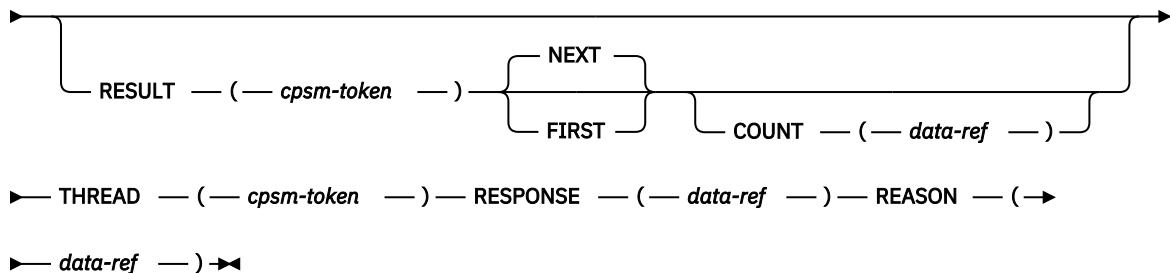 NEXT
RESULT ( cpsm-token )
FIRST
COUNT ( data-ref )
THREAD ( cpsm-token ) RESPONSE ( data-ref ) REASON (
data-ref )